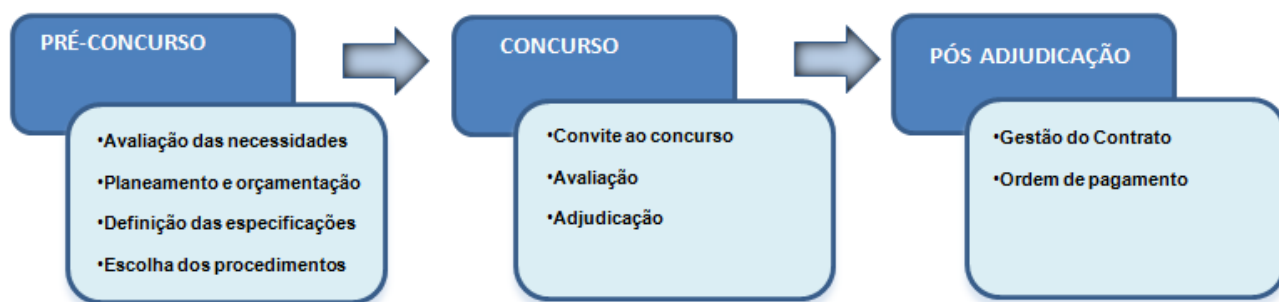 PRÉ-CONCURSO
•Avaliação das necessidades
•Planeamento e orçamentação
•Definição das especificações
•Escolha dos procedimentos
CONCURSO
•Convite ao concurso
•Avaliação
•Adjudicação
PÓS ADJUDICAÇÃO
•Gestão do Contrato
•Ordem de pagamento